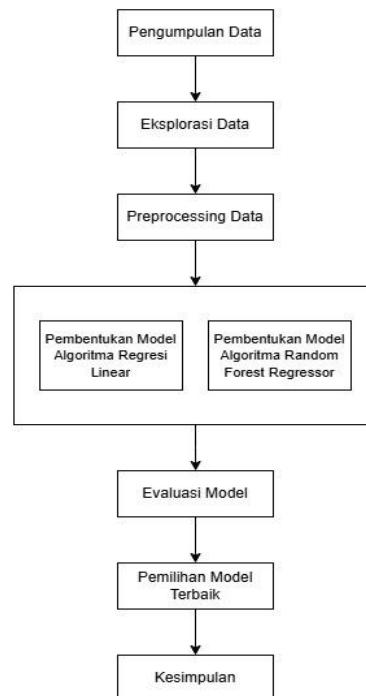 Pengumpulan Data
Eksplorasi Data
Preprocessing Data
Pembentukan Model
Algoritma Regresi
Linear
Pembentukan Model
Algoritma Random
Forest Regressor
Evaluasi Model
Pemilihan Model
Terbaik
Kesimpulan